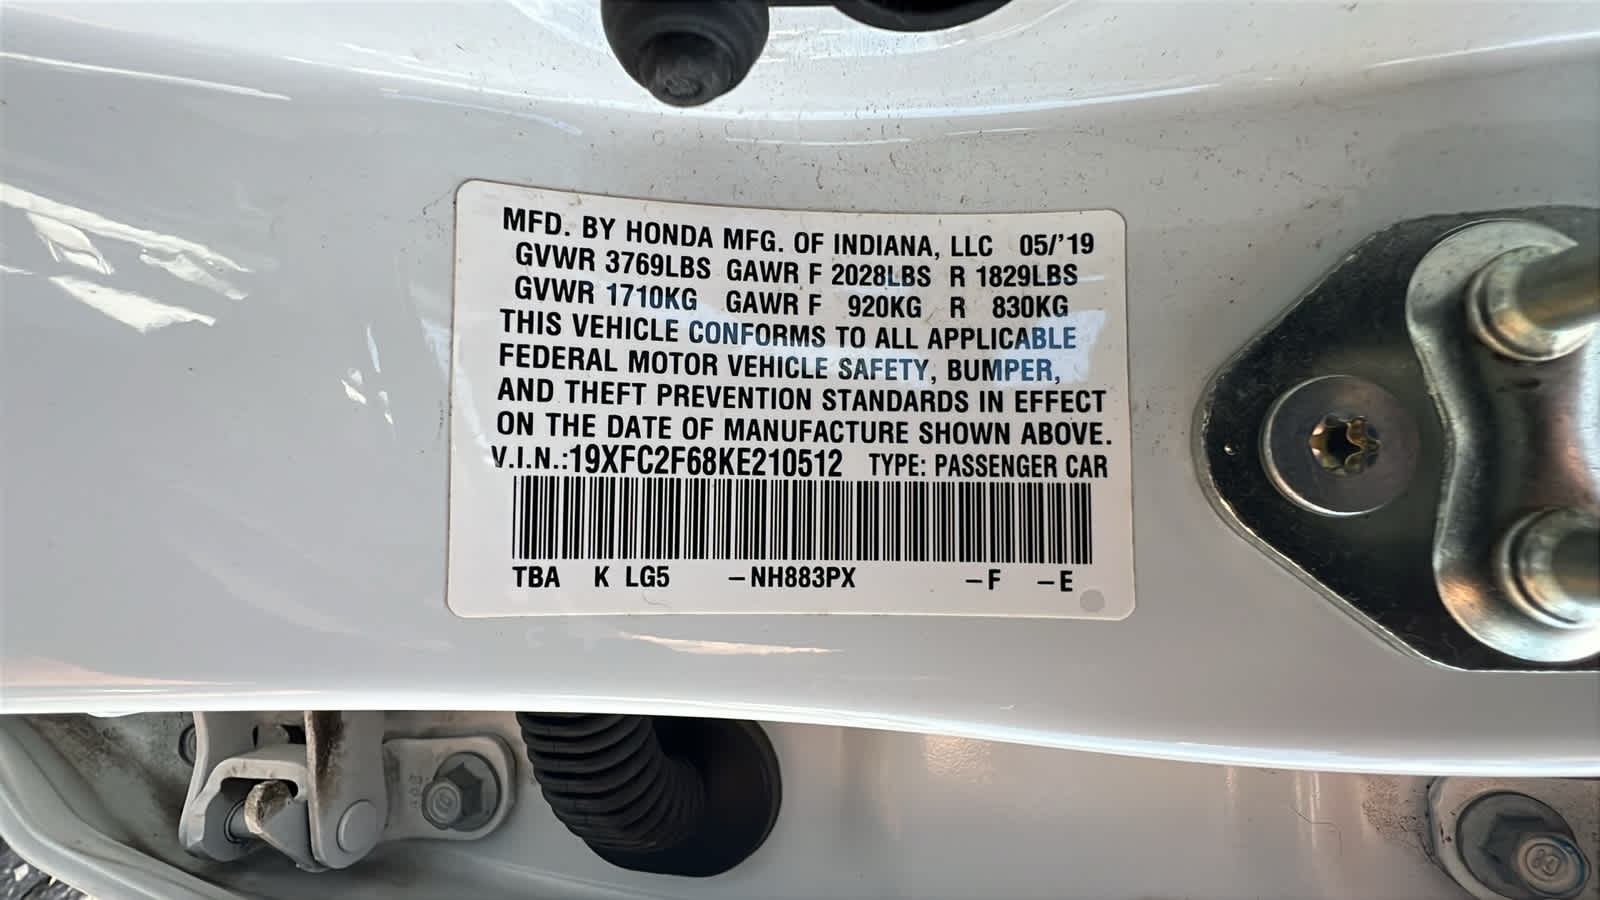 MFD. BY HONDA MFG. OF INDIANA, LLC 05/'19
GVWR 3769LBS GAWR F 2028LBS R 1829LBS
GVWR 1710KG GAWR F 920KG R 830KG
THIS VEHICLE CONFORMS TO ALL APPLICABLE
FEDERAL MOTOR VEHICLE SAFETY, BUMPER,
AND THEFT PREVENTION STANDARDS IN EFFECT
ON THE DATE OF MANUFACTURE SHOWN ABOVE.
V.I.N.:19XFC2F68KE210512 TYPE: PASSENGER CAR
TBA K LG5 –NH883PX –F –E